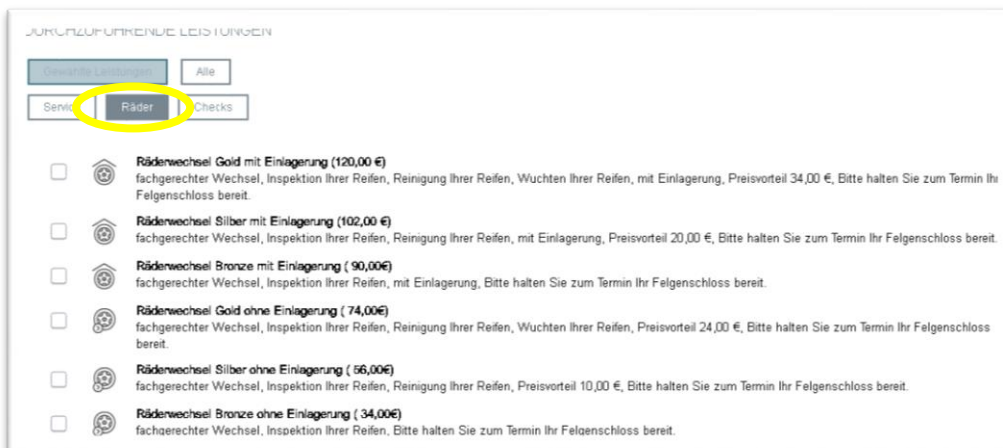 DURCHZUFÜHRENDE LEISTUNGEN
Gewählte Leistungen Alle
Service Räder Checks
Räderwechsel Gold mit Einlagerung (120,00 €)
fachgerechter Wechsel, Inspektion Ihrer Reifen, Reinigung Ihrer Reifen, Wuchten Ihrer Reifen, mit Einlagerung, Preisvorteil 34,00 €, Bitte halten Sie zum Termin Ihr
Felgenschloss bereit.
Räderwechsel Silber mit Einlagerung (102,00 €)
fachgerechter Wechsel, Inspektion Ihrer Reifen, Reinigung Ihrer Reifen, mit Einlagerung, Preisvorteil 20,00 €, Bitte halten Sie zum Termin Ihr Felgenschloss bereit.
Räderwechsel Bronze mit Einlagerung ( 90,00€)
fachgerechter Wechsel, Inspektion Ihrer Reifen, mit Einlagerung, Bitte halten Sie zum Termin Ihr Felgenschloss bereit.
Räderwechsel Gold ohne Einlagerung ( 74,00€)
fachgerechter Wechsel, Inspektion Ihrer Reifen, Reinigung Ihrer Reifen, Wuchten Ihrer Reifen, Preisvorteil 24,00 €, Bitte halten Sie zum Termin Ihr Felgenschloss
bereit.
Räderwechsel Silber ohne Einlagerung ( 56,00€)
fachgerechter Wechsel, Inspektion Ihrer Reifen, Reinigung Ihrer Reifen, Preisvorteil 10,00 €, Bitte halten Sie zum Termin Ihr Felgenschloss bereit.
Räderwechsel Bronze ohne Einlagerung ( 34,00€)
fachgerechter Wechsel, Inspektion Ihrer Reifen, Bitte halten Sie zum Termin Ihr Felgenschloss bereit.